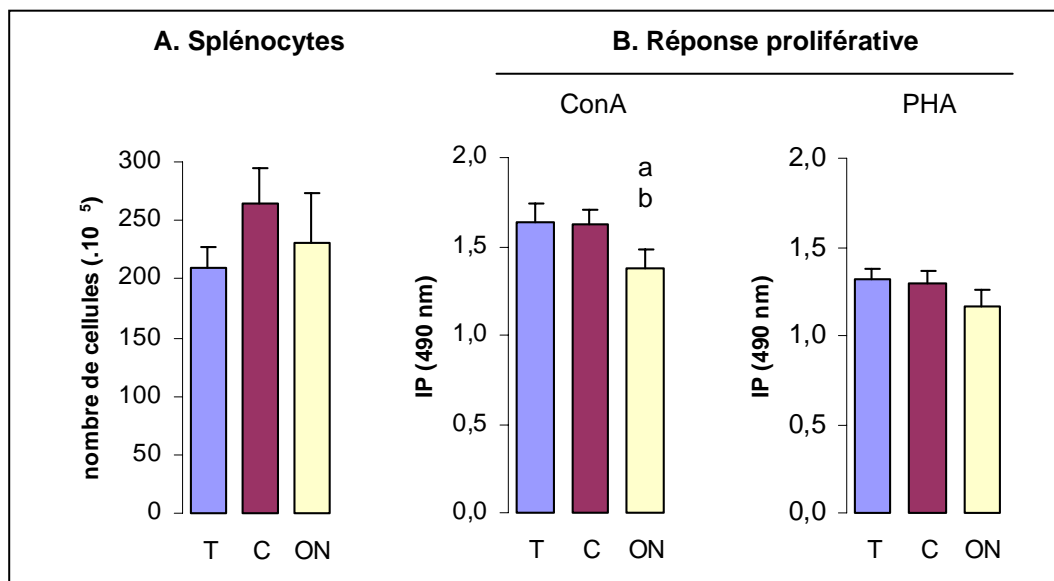 A. Splénocytes
B. Réponse proliférative
ConA
PHA
nombre de cellules (.10 5)
300
250
200
150
100
50
0
T C ON
IP (490 nm)
2,0
1,5
1,0
0,5
0,0
a
b
T C ON
IP (490 nm)
2,0
1,5
1,0
0,5
0,0
T C ON